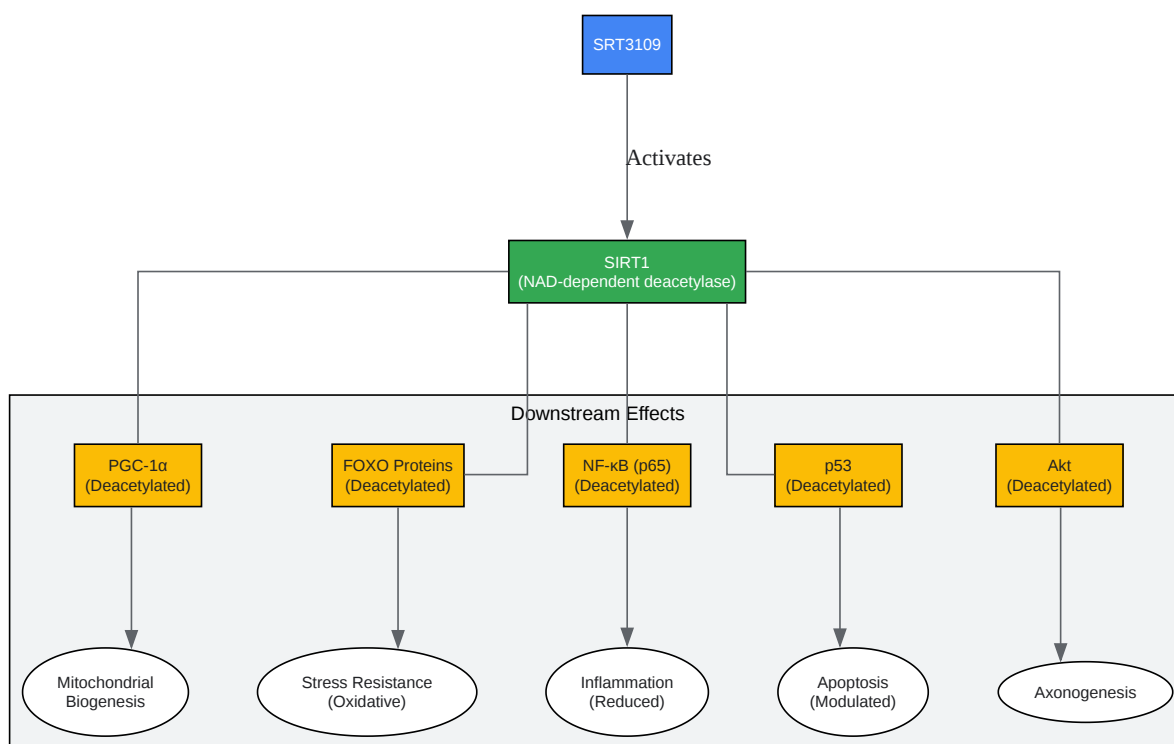 SRT3109
Activates
SIRT1
(NAD-dependent deacetylase)
Downstream Effects
PGC-1α
(Deacetylated)
FOXO Proteins
(Deacetylated)
NF-κB (p65)
(Deacetylated)
p53
(Deacetylated)
Akt
(Deacetylated)
Mitochondrial
Biogenesis
Stress Resistance
(Oxidative)
Inflammation
(Reduced)
Apoptosis
(Modulated)
Axonogenesis